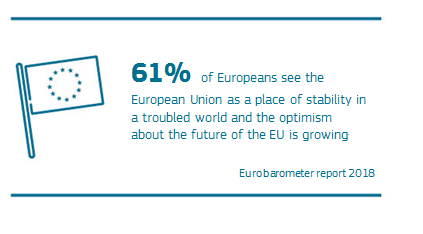 61% of Europeans see the
European Union as a place of stability in
a troubled world and the optimism
about the future of the EU is growing
Eurobarometer report 2018